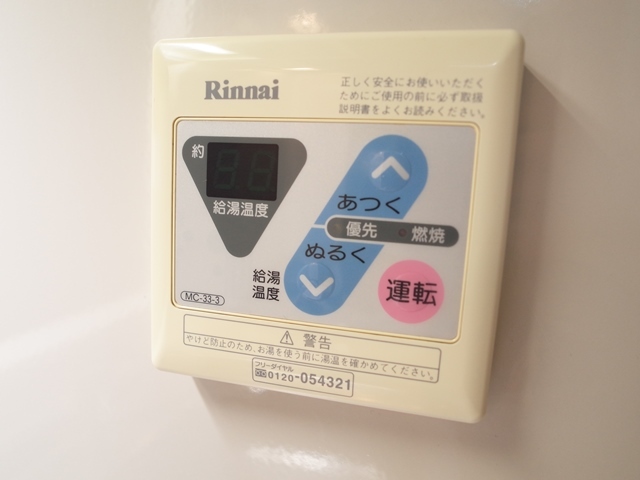 Rinnai
正しく安全にお使いいただく
ためにご使用の前に必ず取扱
説明書をよくお読みください。
約
給湯温度
あつく
優先
燃焼
ぬるく
給湯
温度
運転
MC-33-3
警告
やけど防止のため、お湯を使う前に湯温を確かめてください。
フリーダイヤル
0120-054321